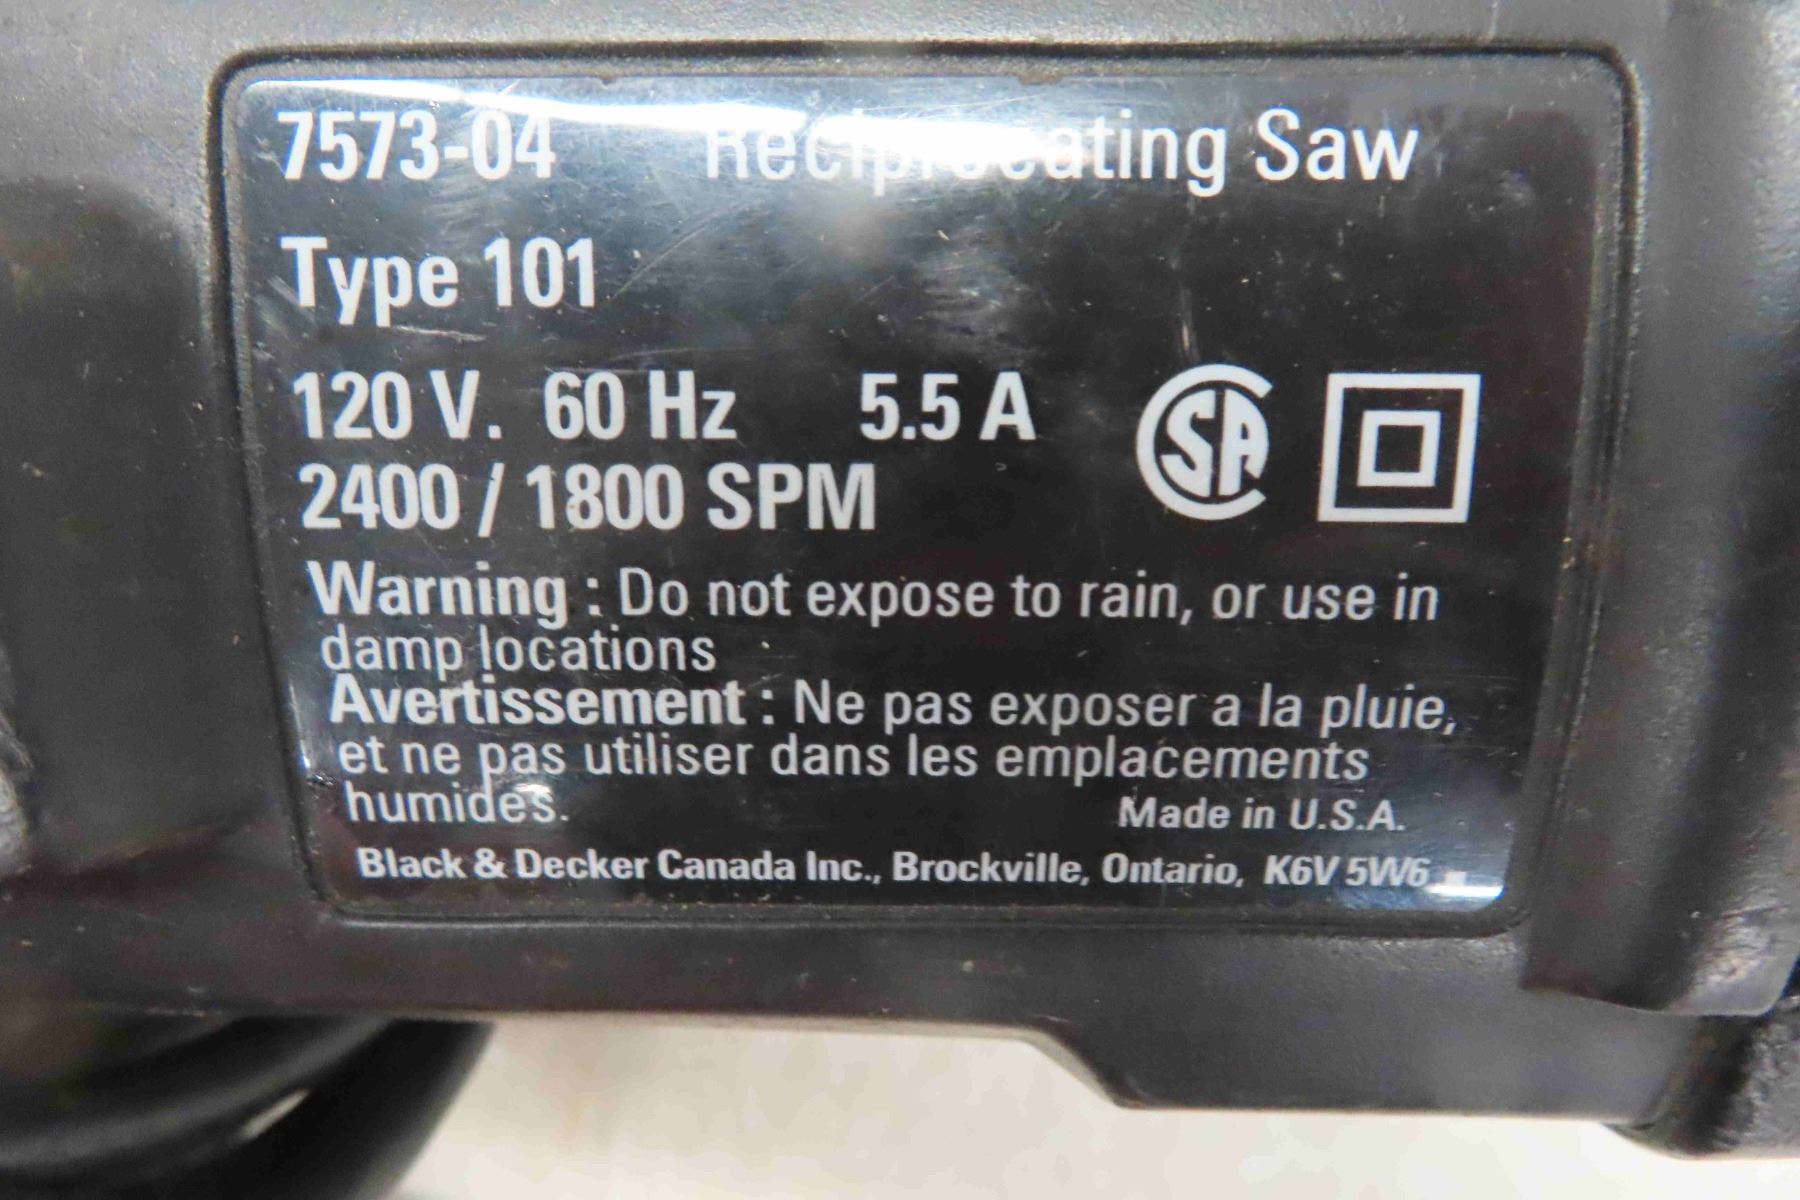 7573-04 Reciprocating Saw
Type 101
120 V. 60 Hz 5.5 A
SA
2400 / 1800 SPM
Warning : Do not expose to rain, or use in
damp locations
Avertissement : Ne pas exposer a la pluie,
et ne pas utiliser dans les emplacements
humides.
Made in U.S.A.
Black & Decker Canada Inc., Brockville, Ontario, K6V 5W6